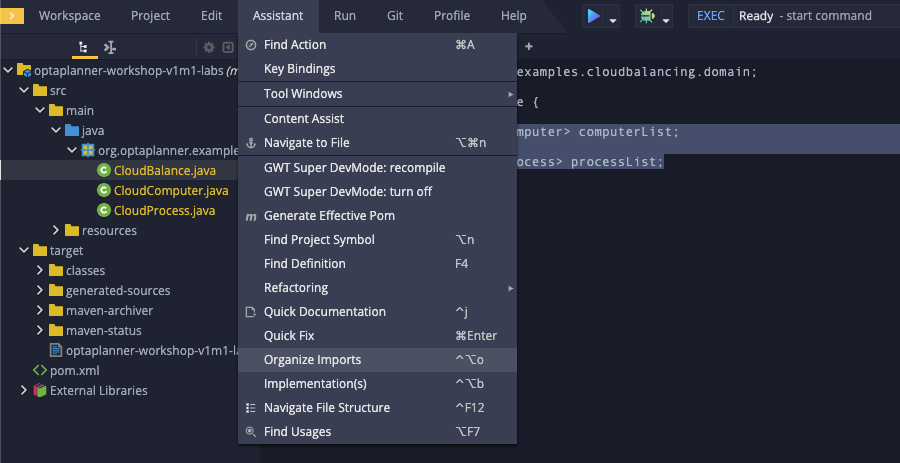 Workspace Project Edit Assistant Run Git Profile Help EXEC Ready - start command
optaplanner-workshop-v1m1-labs (m
src
main
java
org.optaplanner.example
CloudBalance.java
CloudComputer.java
CloudProcess.java
resources
target
classes
generated-sources
maven-archiver
maven-status
optaplanner-workshop-v1m1-la
pom.xml
External Libraries
Find Action ⌘A
Key Bindings
Tool Windows
Content Assist
Navigate to File ⌥⌘n
GWT Super DevMode: recompile
GWT Super DevMode: turn off
Generate Effective Pom
Find Project Symbol ⌥n
Find Definition F4
Refactoring
Quick Documentation ^j
Quick Fix ⌘Enter
Organize Imports ^⌥o
Implementation(s) ^⌥b
Navigate File Structure ^F12
Find Usages ⌥F7
examples.cloudbalancing.domain;
e {
mputer> computerList;
ocess> processList;